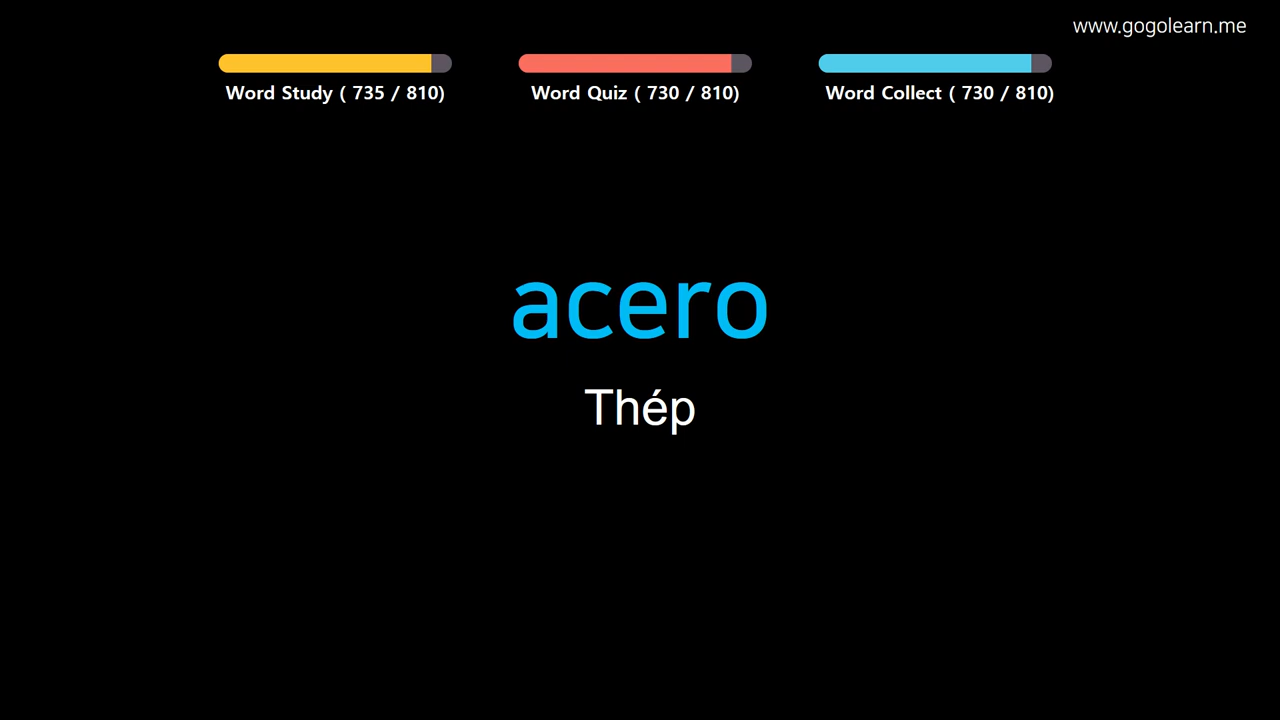 www.gogolearn.me
Word Study ( 735 / 810)
Word Quiz ( 730 / 810)
Word Collect ( 730 / 810)
acero
Thép